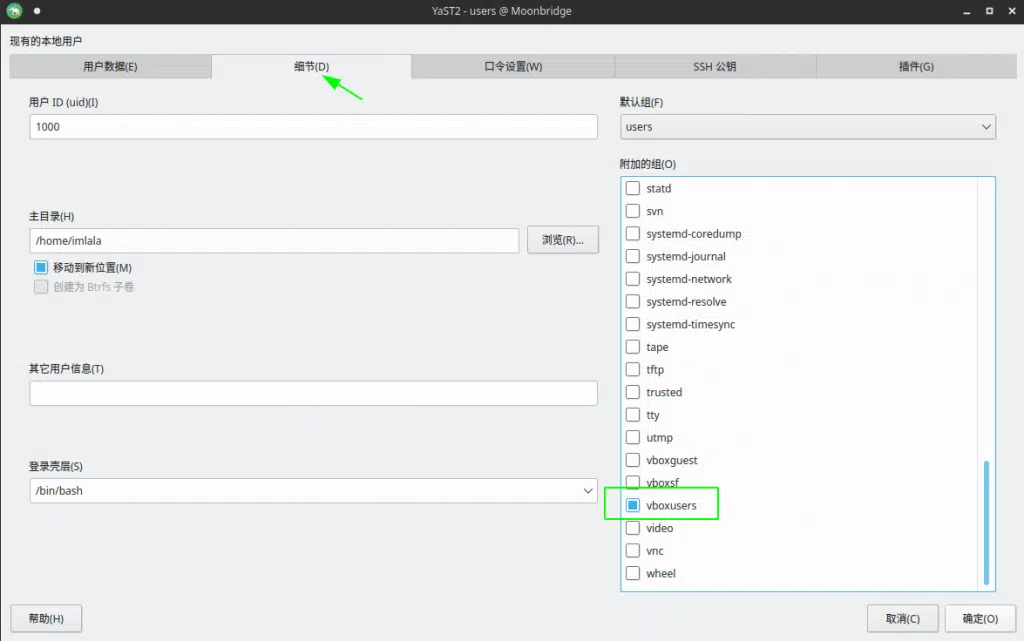 YaST2 - users @ Moonbridge
现有的本地用户
用户数据(E)
细节(D)
口令设置(W)
SSH 公钥
插件(G)
用户 ID (uid)(I)
1000
主目录(H)
/home/imlala
浏览(R)...
移动到新位置(M)
创建为 Btrfs 子卷
其它用户信息(T)
登录壳层(S)
/bin/bash
默认组(F)
users
附加的组(O)
statd
svn
systemd-coredump
systemd-journal
systemd-network
systemd-resolve
systemd-timesync
tape
tftp
trusted
tty
utmp
vboxguest
vboxsf
vboxusers
video
vnc
wheel
帮助(H)
取消(C)
确定(O)